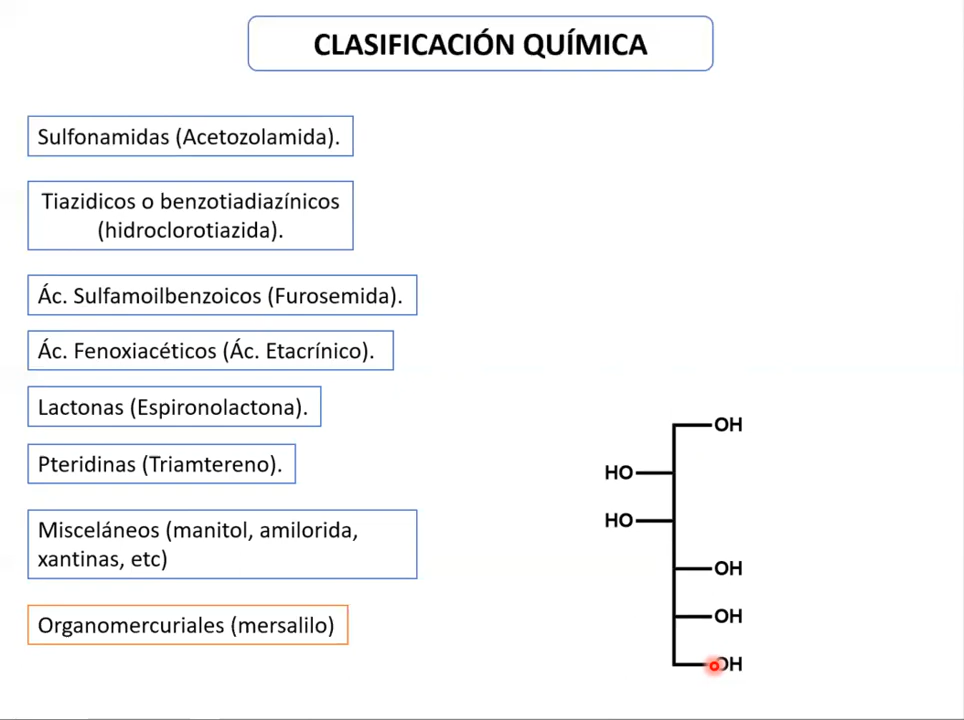 CLASIFICACIÓN QUÍMICA
Sulfonamidas (Acetozolamida).
Tiazidicos o benzotiadiazínicos
(hidroclorotiazida).
Ác. Sulfamoilbenzoicos (Furosemida).
Ác. Fenoxiacéticos (Ác. Etacrínico).
Lactonas (Espironolactona).
Pteridinas (Triamtereno).
Misceláneos (manitol, amilorida,
xantinas, etc)
Organomercuriales (mersalilo)
OH
HO
HO
OH
OH
OH